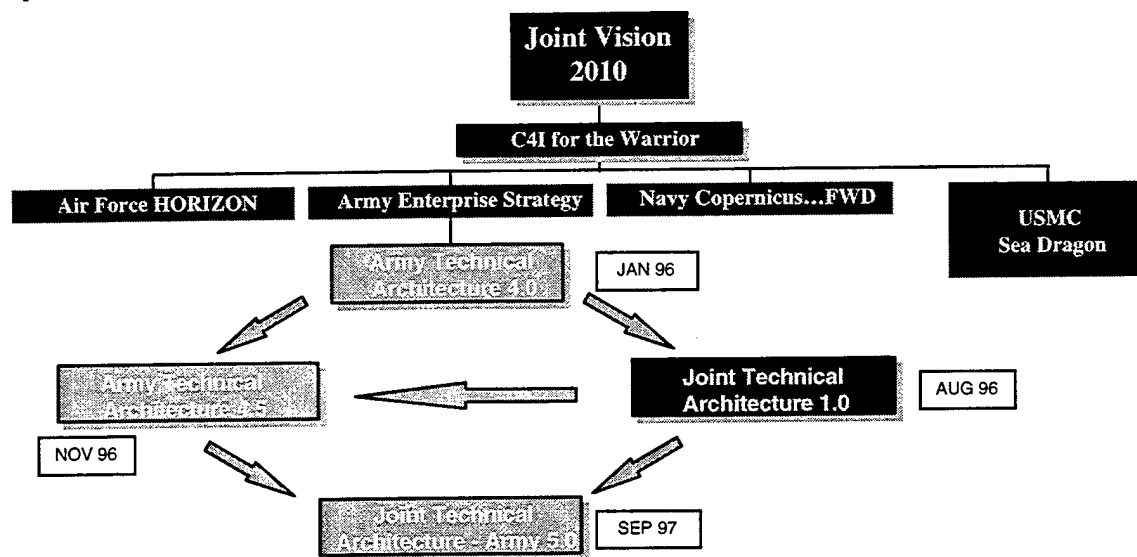 Joint Vision
2010
C4I for the Warrior
Air Force HORIZON
Army Enterprise Strategy
Navy Copernicus...FWD
USMC
Sea Dragon
Army Technical
Architecture 4.0
JAN 96
Army Technical
Architecture 4.5
NOV 96
Joint Technical
Architecture 1.0
AUG 96
Joint Technical
Architecture - Army 5.0
SEP 97